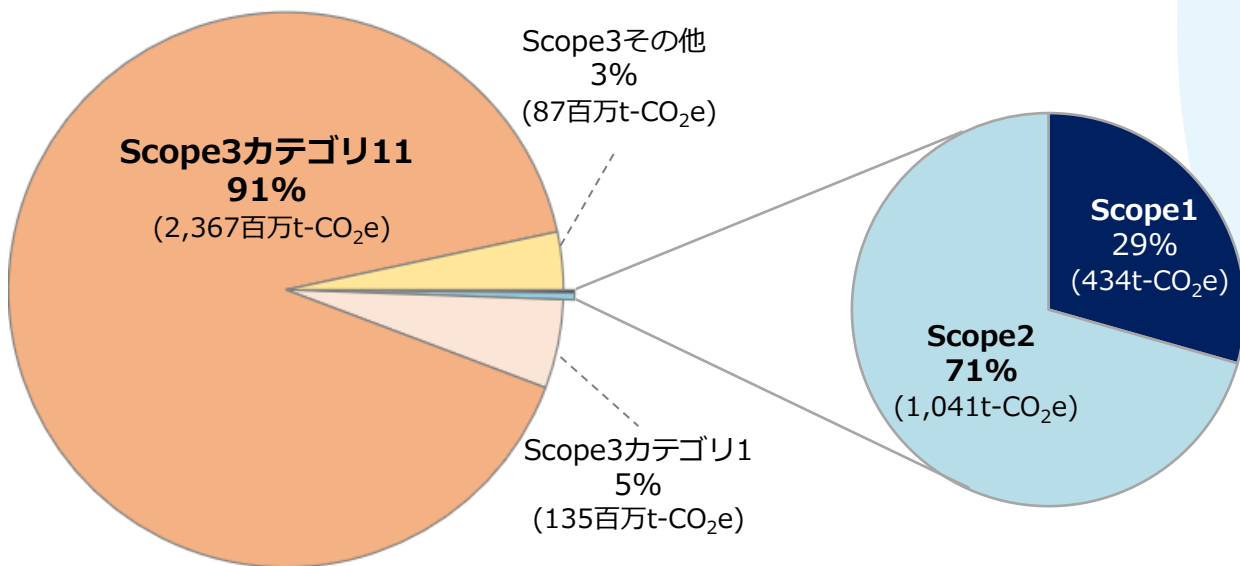 Scope3その他
3%
(87百万t-CO₂e)
Scope3カテゴリ11
91%
(2,367百万t-CO₂e)
Scope3カテゴリ1
5%
(135百万t-CO₂e)
Scope1
29%
(434t-CO₂e)
Scope2
71%
(1,041t-CO₂e)